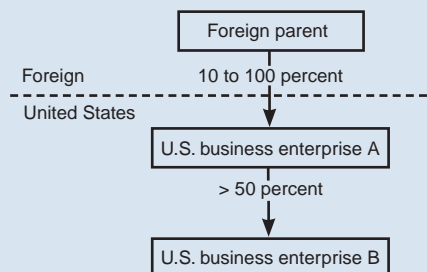 Foreign parent
Foreign
10 to 100 percent
United States
U.S. business enterprise A
> 50 percent
U.S. business enterprise B